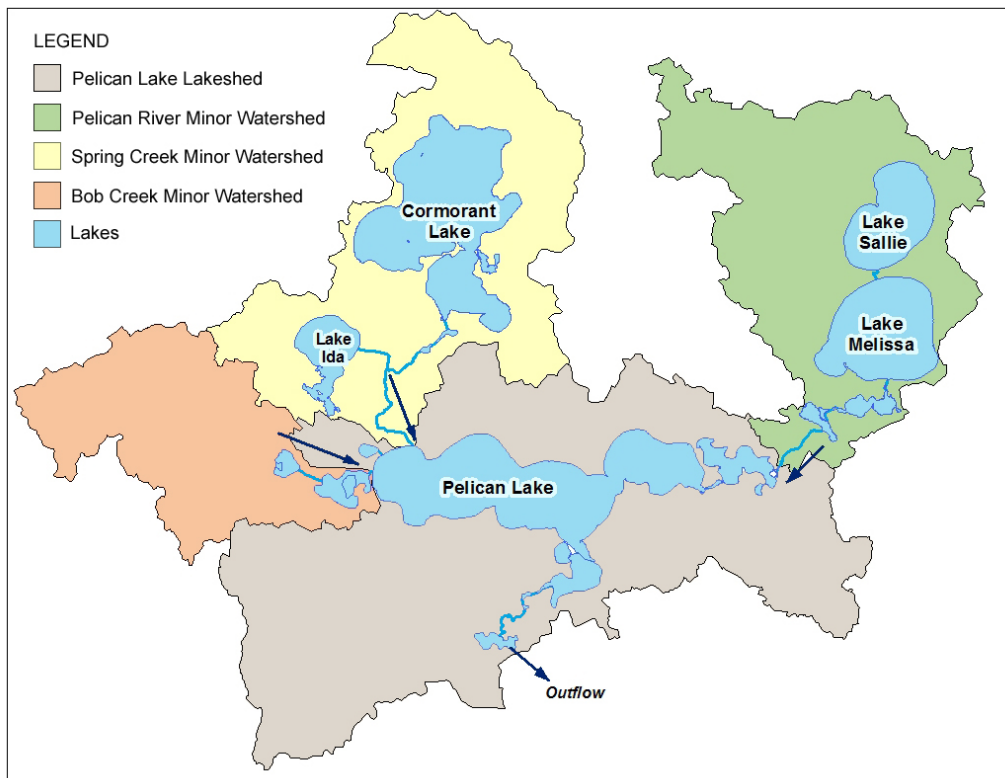 LEGEND
Pelican Lake Lakeshed
Pelican River Minor Watershed
Spring Creek Minor Watershed
Bob Creek Minor Watershed
Lakes
Cormorant
Lake
Lake
Sallie
Lake
Ida
Lake
Melissa
Pelican Lake
Outflow